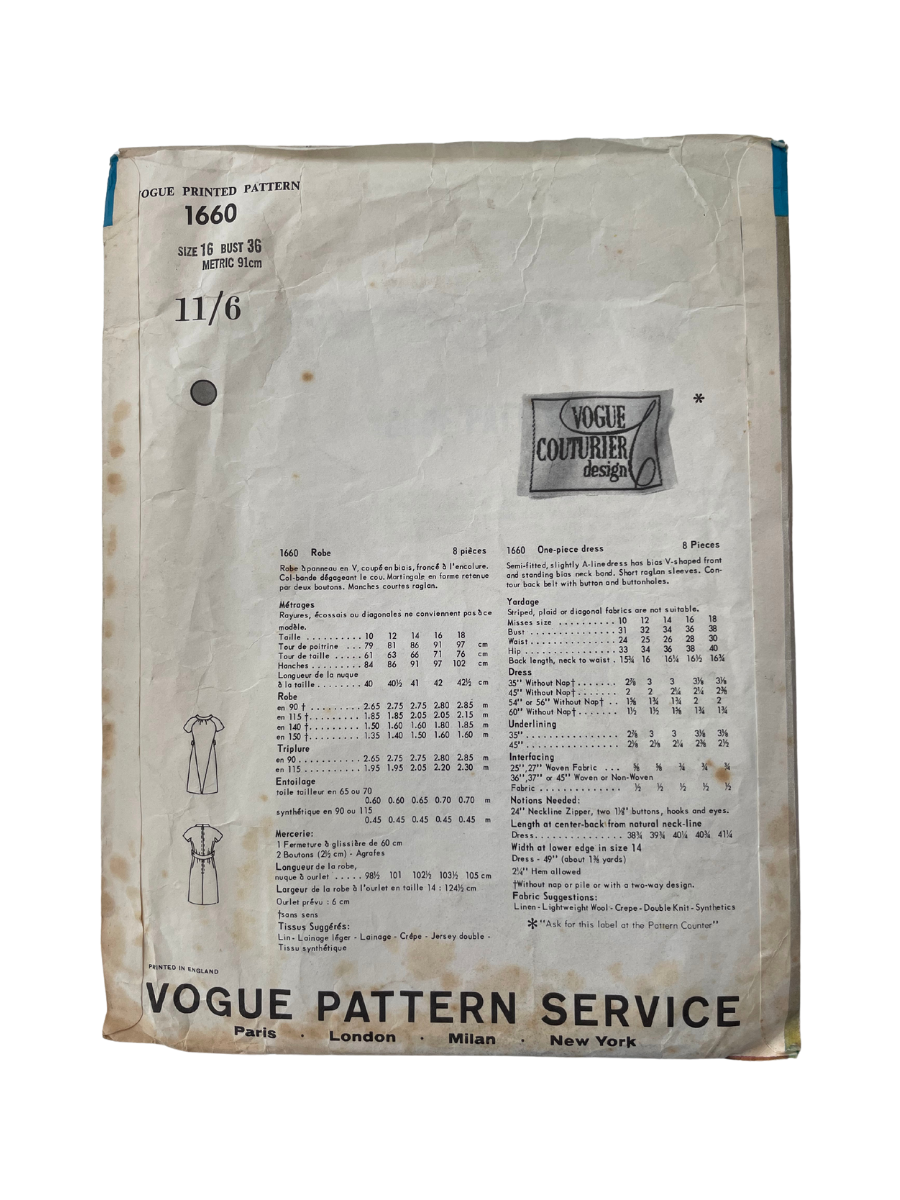 OGUE PRINTED PATTERN
1660
SIZE 16 BUST 36
METRIC 91cm
11/6
VOGUE
COUTURIER
design
*
1660 Robe 8 pièces
Robe à panneau en V, coupé en biais, froncé à l'encolure.
Col-bande dégageant le cou. Martingale en forme retenue
par deux boutons. Manches courtes raglan.
Métrages
Rayures, écossais ou diagonales ne conviennent pas à ce
modèle.
Taille .......... 10 12 14 16 18
Tour de poitrine ... 79 81 86 91 97 cm
Tour de taille ..... 61 63 66 71 76 cm
Hanches ......... 84 86 91 97 102 cm
Longueur de la nuque
à la taille........ 40 40½ 41 42 42½ cm
Robe
en 90 † ......... 2.65 2.75 2.75 2.80 2.85 m
en 115 †......... 1.85 1.85 2.05 2.05 2.15 m
en 140 †......... 1.50 1.60 1.60 1.80 1.85 m
en 150 †......... 1.35 1.40 1.50 1.60 1.60 m
Triplure
en 90 ........... 2.65 2.75 2.75 2.80 2.85 m
en 115 .......... 1.95 1.95 2.05 2.20 2.30 m
Entoilage
toile tailleur en 65 ou 70
0.60 0.60 0.65 0.70 0.70 m
synthétique en 90 ou 115
0.45 0.45 0.45 0.45 0.45 m
Mercerie:
1 Fermeture à glissière de 60 cm
2 Boutons (2½ cm) - Agrafes
Longueur de la robe,
nuque à ourlet ..... 98½ 101 102½ 103½ 105 cm
Largeur de la robe à l'ourlet en taille 14 : 124½ cm
Ourlet prévu : 6 cm
†sans sens
Tissus Suggérés:
Lin - Lainage léger - Lainage - Crêpe - Jersey double -
Tissu synthétique
1660 One-piece dress 8 Pieces
Semi-fitted, slightly A-line dress has bias V-shaped front
and standing bias neck band. Short raglan sleeves. Con-
tour back belt with button and buttonholes.
Yardage
Striped, plaid or diagonal fabrics are not suitable.
Misses size .......... 10 12 14 16 18
Bust ............... 31 32 34 36 38
Waist............... 24 25 26 28 30
Hip ................ 33 34 36 38 40
Back length, neck to waist . 15¾ 16 16¼ 16½ 16¾
Dress
35" Without Nap†....... 2⅞ 3 3 3⅛ 3⅛
45" Without Nap†....... 2 2 2¼ 2¼ 2⅜
54" or 56" Without Nap† .. 1⅝ 1¾ 1¾ 2 2
60" Without Nap†....... 1½ 1½ 1⅝ 1¾ 1¾
Underlining
35"................ 2⅞ 3 3 3⅛ 3⅛
45"................ 2⅛ 2⅛ 2¼ 2⅜ 2½
Interfacing
25",27" Woven Fabric ... ⅝ ⅝ ¾ ¾ ¾
36",37" or 45" Woven or Non-Woven
Fabric .............. ½ ½ ½ ½ ½
Notions Needed:
24" Neckline Zipper, two 1⅛" buttons, hooks and eyes.
Length at center-back from natural neck-line
Dress............... 38¾ 39¾ 40¼ 40¾ 41¼
Width at lower edge in size 14
Dress - 49" (about 1⅜ yards)
2¼" Hem allowed
†Without nap or pile or with a two-way design.
Fabric Suggestions:
Linen - Lightweight Wool - Crepe - Double Knit - Synthetics
*"Ask for this label at the Pattern Counter"
PRINTED IN ENGLAND
VOGUE PATTERN SERVICE
Paris · London · Milan · New York